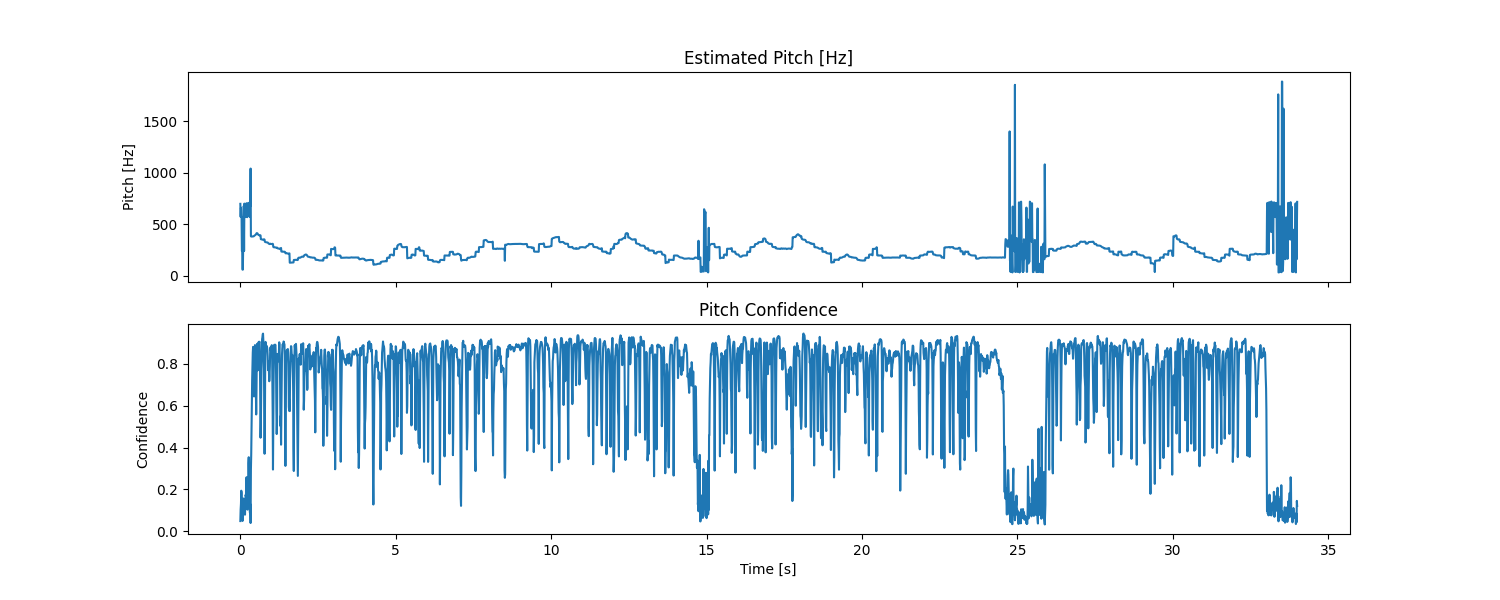 Estimated Pitch [Hz]
1500
1000
500
0
Pitch [Hz]
Pitch Confidence
0.8
0.6
0.4
0.2
0.0
Confidence
0 5 10 15 20 25 30 35
Time [s]